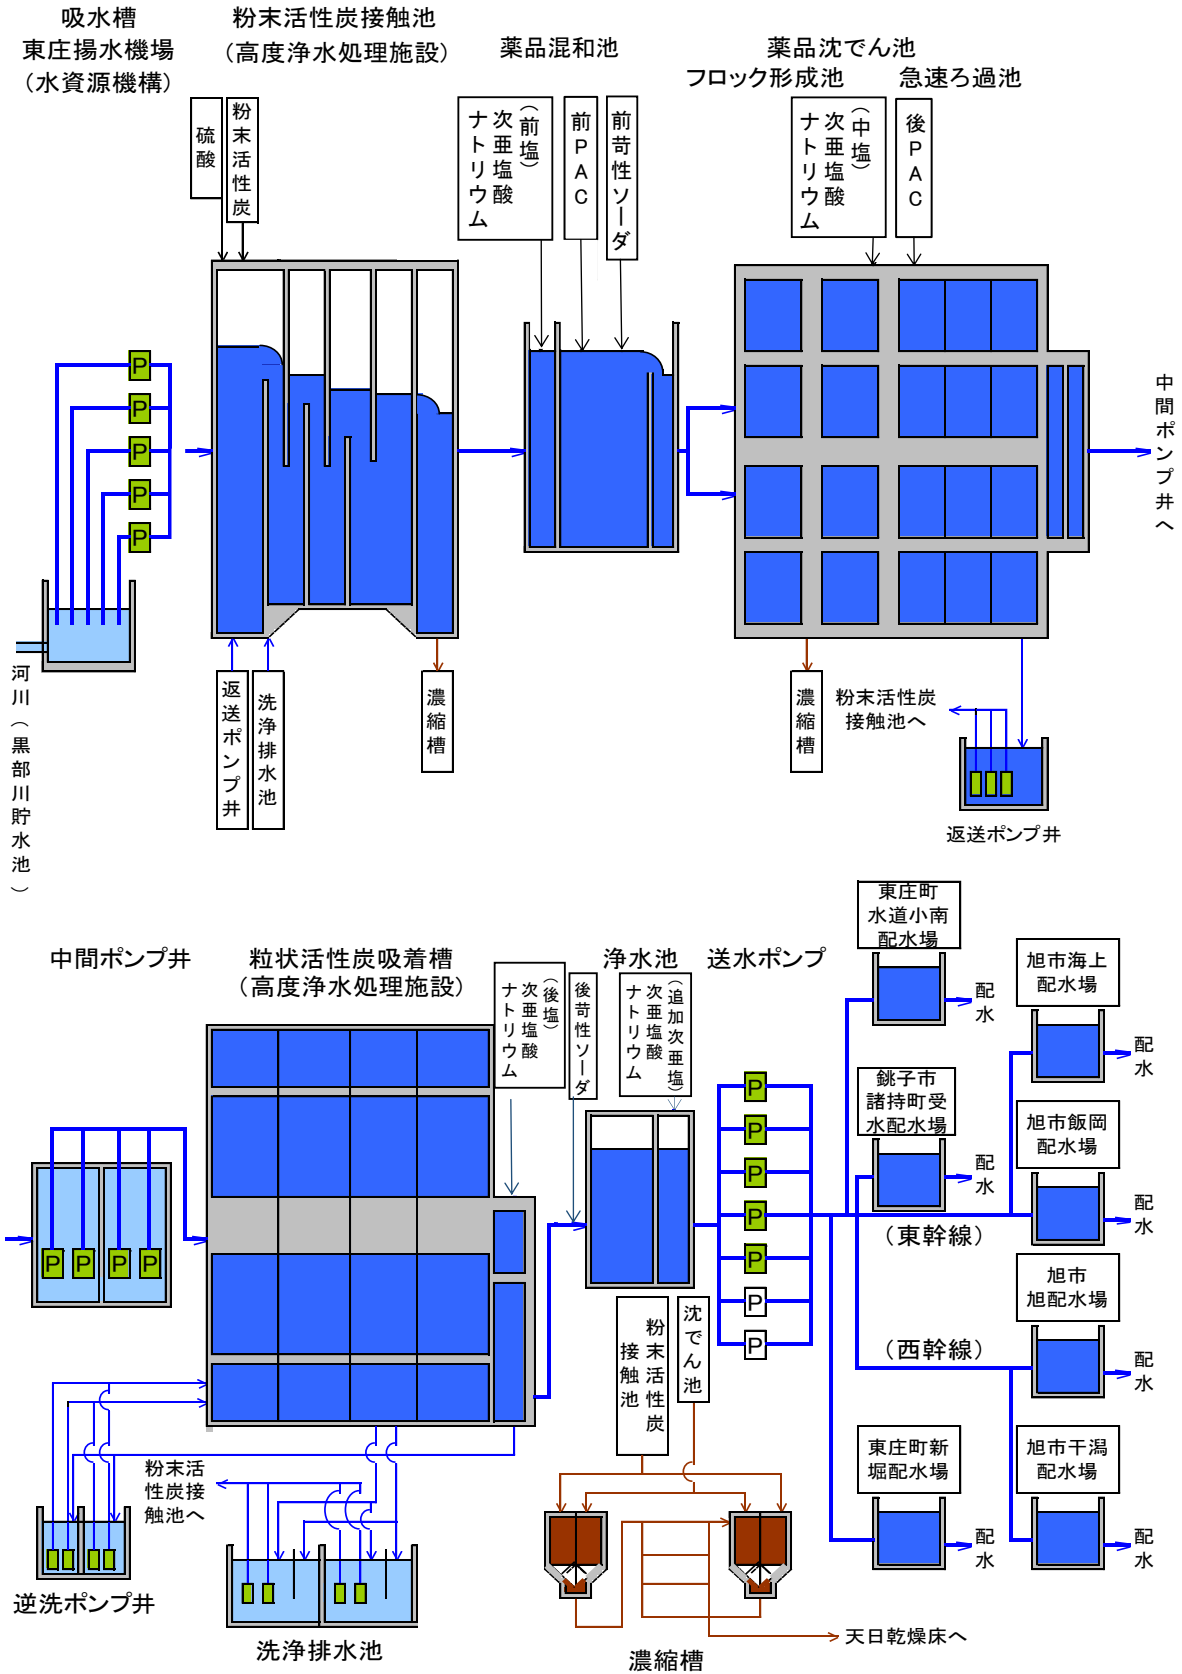 吸水槽
東庄揚水機場
（水資源機構）
粉末活性炭接触池
（高度浄水処理施設）
薬品混和池
薬品沈でん池
フロック形成池
急速ろ過池
硫酸
粉末活性炭
（前塩）
次亜塩酸
ナトリウム
前PAC
前苛性ソーダ
（中塩）
次亜塩酸
ナトリウム
後PAC
P
P
P
P
P
中間ポンプ井へ
河川（黒部川貯水池）
返送ポンプ井
洗浄排水池
濃縮槽
濃縮槽
粉末活性炭
接触池へ
返送ポンプ井
中間ポンプ井
粒状活性炭吸着槽
（高度浄水処理施設）
（後塩）
次亜塩酸
ナトリウム
後苛性ソーダ
浄水池
（追加次亜塩）
次亜塩酸
ナトリウム
送水ポンプ
P
P
P
P
P
P
P
P
P
P
P
東庄町
水道小南
配水場
配水
旭市海上
配水場
配水
銚子市
諸持町受
水配水場
配水
旭市飯岡
配水場
配水
（東幹線）
旭市
旭配水場
配水
（西幹線）
東庄町新
堀配水場
配水
旭市干潟
配水場
配水
粉末活性炭
接触池
沈でん池
粉末活
性炭接
触池へ
逆洗ポンプ井
洗浄排水池
濃縮槽
天日乾燥床へ